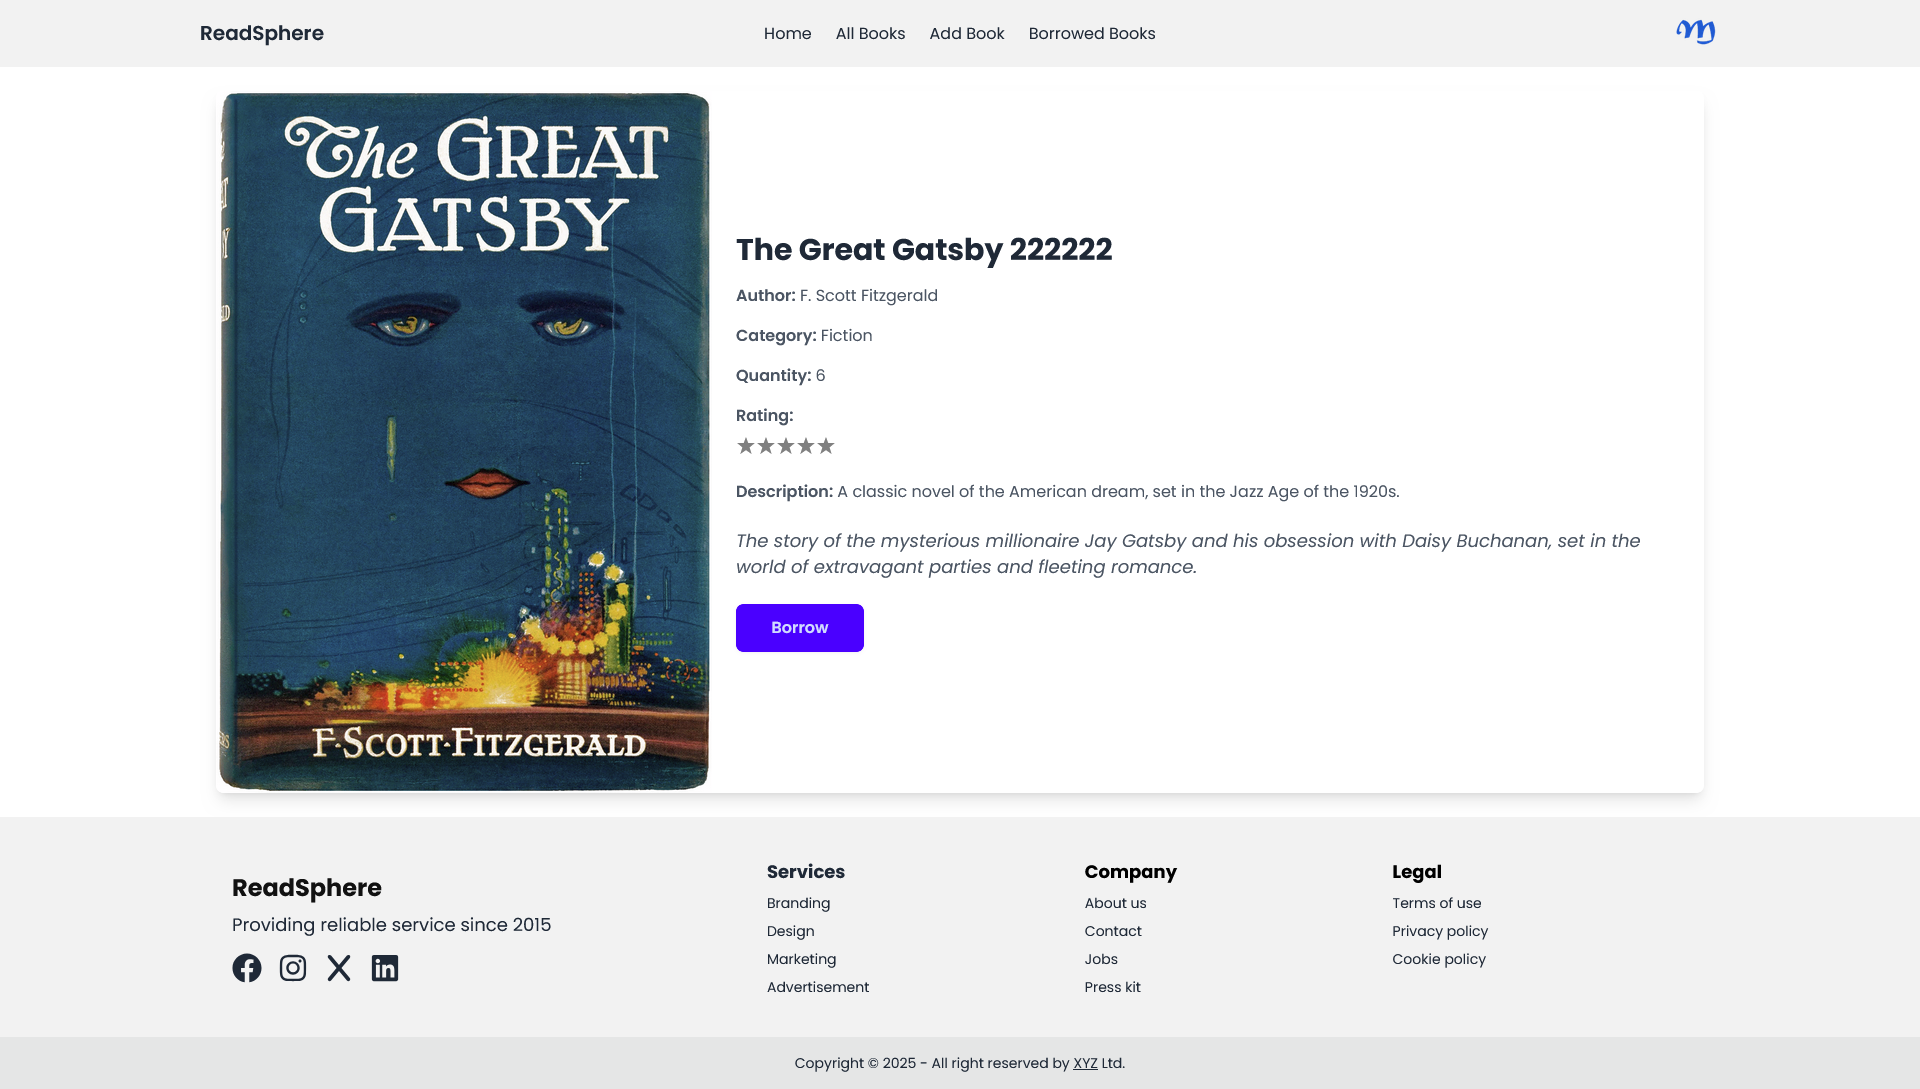 ReadSphere
Home All Books Add Book Borrowed Books
The GREAT
GATSBY
F·SCOTT·FITZGERALD
The Great Gatsby 222222
Author: F. Scott Fitzgerald
Category: Fiction
Quantity: 6
Rating:
Description: A classic novel of the American dream, set in the Jazz Age of the 1920s.
The story of the mysterious millionaire Jay Gatsby and his obsession with Daisy Buchanan, set in the
world of extravagant parties and fleeting romance.
Borrow
ReadSphere
Providing reliable service since 2015
Services
Branding
Design
Marketing
Advertisement
Company
About us
Contact
Jobs
Press kit
Legal
Terms of use
Privacy policy
Cookie policy
Copyright © 2025 - All right reserved by XYZ Ltd.